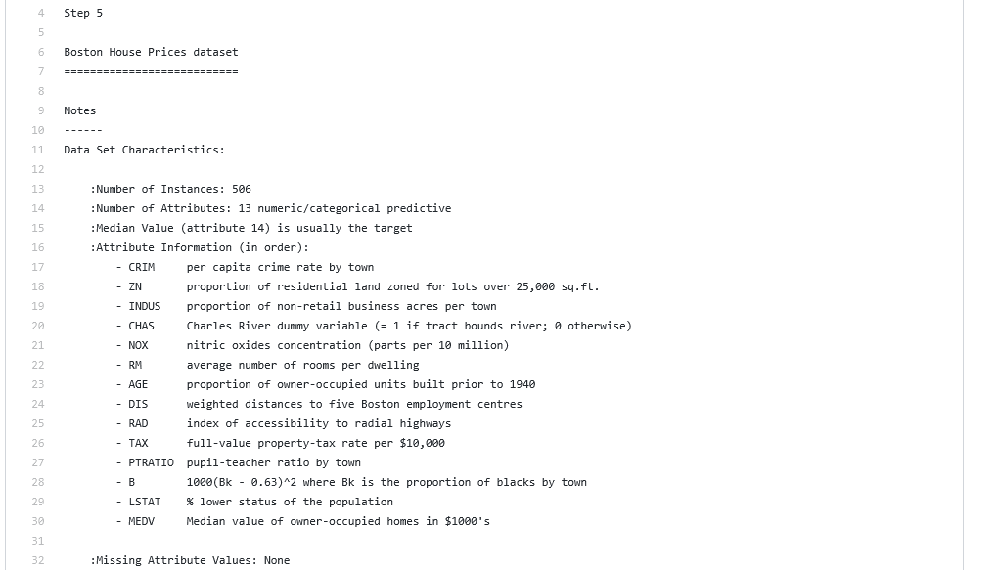 4 Step 5
5
6 Boston House Prices dataset
7 ===========================
8
9 Notes
10 ------
11 Data Set Characteristics:
12
13 :Number of Instances: 506
14 :Number of Attributes: 13 numeric/categorical predictive
15 :Median Value (attribute 14) is usually the target
16 :Attribute Information (in order):
17 - CRIM per capita crime rate by town
18 - ZN proportion of residential land zoned for lots over 25,000 sq.ft.
19 - INDUS proportion of non-retail business acres per town
20 - CHAS Charles River dummy variable (= 1 if tract bounds river; 0 otherwise)
21 - NOX nitric oxides concentration (parts per 10 million)
22 - RM average number of rooms per dwelling
23 - AGE proportion of owner-occupied units built prior to 1940
24 - DIS weighted distances to five Boston employment centres
25 - RAD index of accessibility to radial highways
26 - TAX full-value property-tax rate per $10,000
27 - PTRATIO pupil-teacher ratio by town
28 - B 1000(Bk - 0.63)^2 where Bk is the proportion of blacks by town
29 - LSTAT % lower status of the population
30 - MEDV Median value of owner-occupied homes in $1000's
31
32 :Missing Attribute Values: None